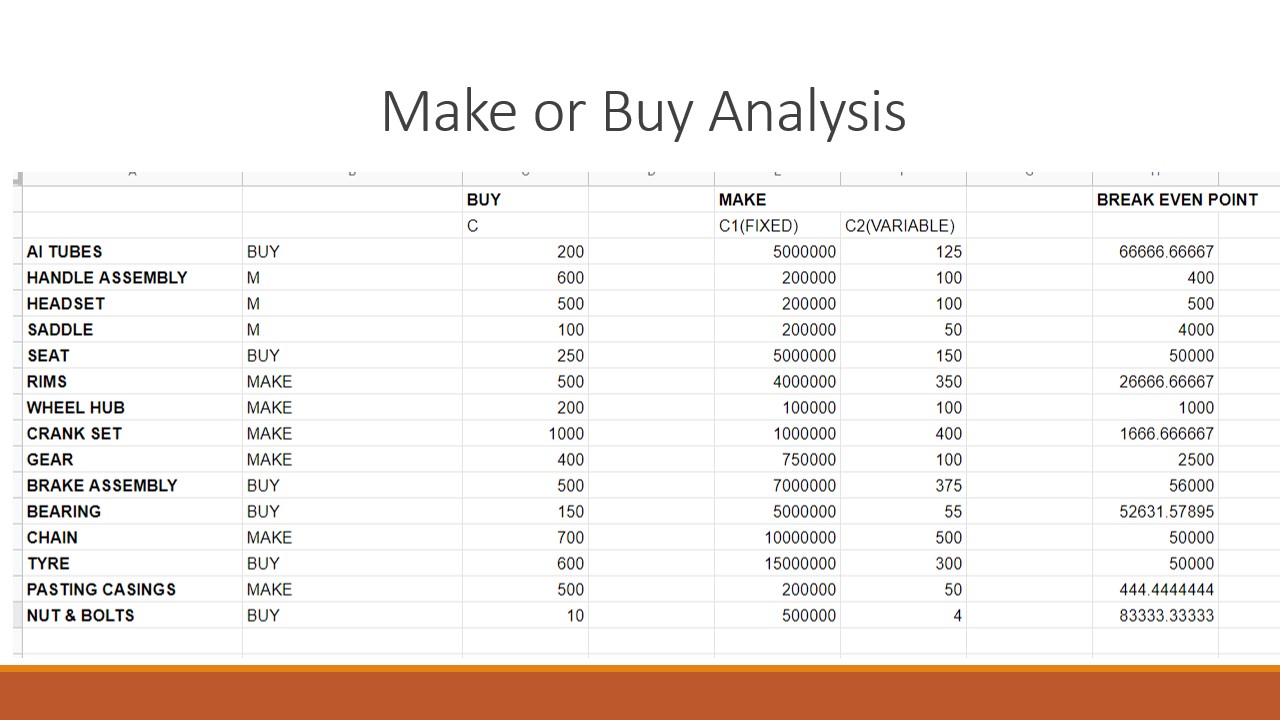 Make or Buy Analysis
BUY MAKE BREAK EVEN POINT
C C1(FIXED) C2(VARIABLE)
AI TUBES BUY 200 5000000 125 66666.66667
HANDLE ASSEMBLY M 600 200000 100 400
HEADSET M 500 200000 100 500
SADDLE M 100 200000 50 4000
SEAT BUY 250 5000000 150 50000
RIMS MAKE 500 4000000 350 26666.66667
WHEEL HUB MAKE 200 100000 100 1000
CRANK SET MAKE 1000 1000000 400 1666.666667
GEAR MAKE 400 750000 100 2500
BRAKE ASSEMBLY BUY 500 7000000 375 56000
BEARING BUY 150 5000000 55 52631.57895
CHAIN MAKE 700 10000000 500 50000
TYRE BUY 600 15000000 300 50000
PASTING CASINGS MAKE 500 200000 50 444.4444444
NUT & BOLTS BUY 10 500000 4 83333.33333